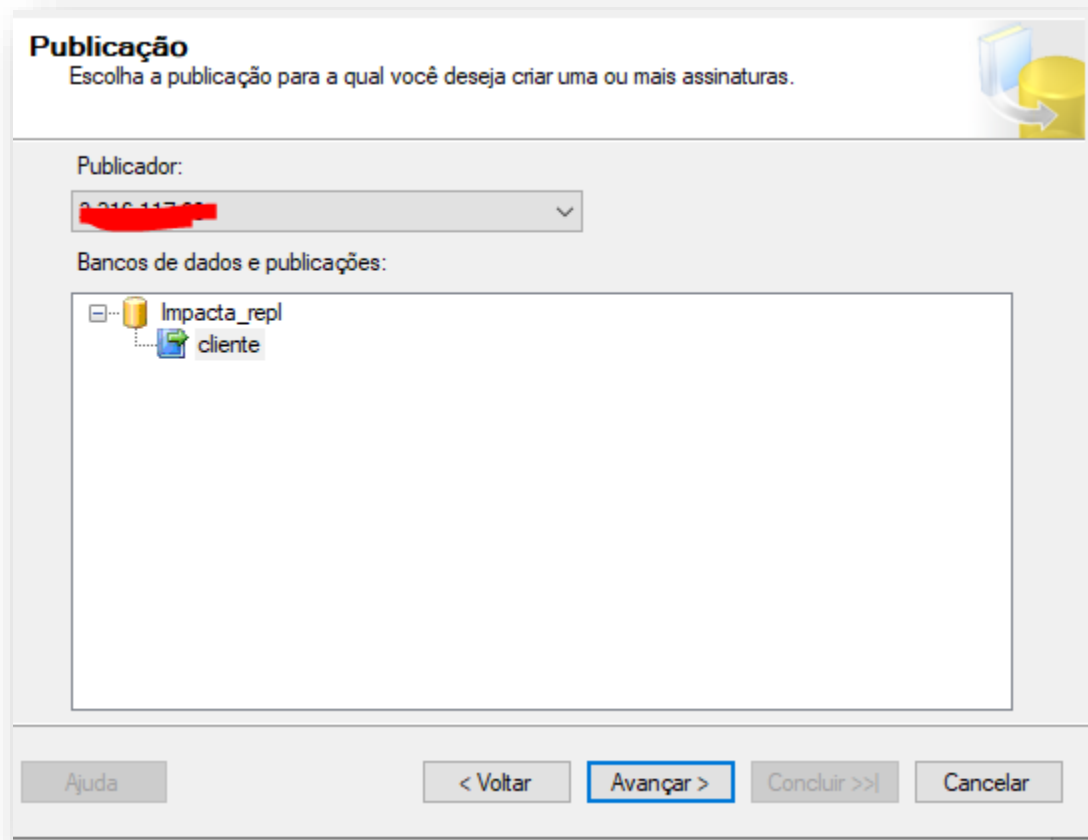 Publicação
Escolha a publicação para a qual você deseja criar uma ou mais assinaturas.
Publicador:
Bancos de dados e publicações:
Impacta_repl
cliente
Ajuda
< Voltar
Avançar >
Concluir >>|
Cancelar